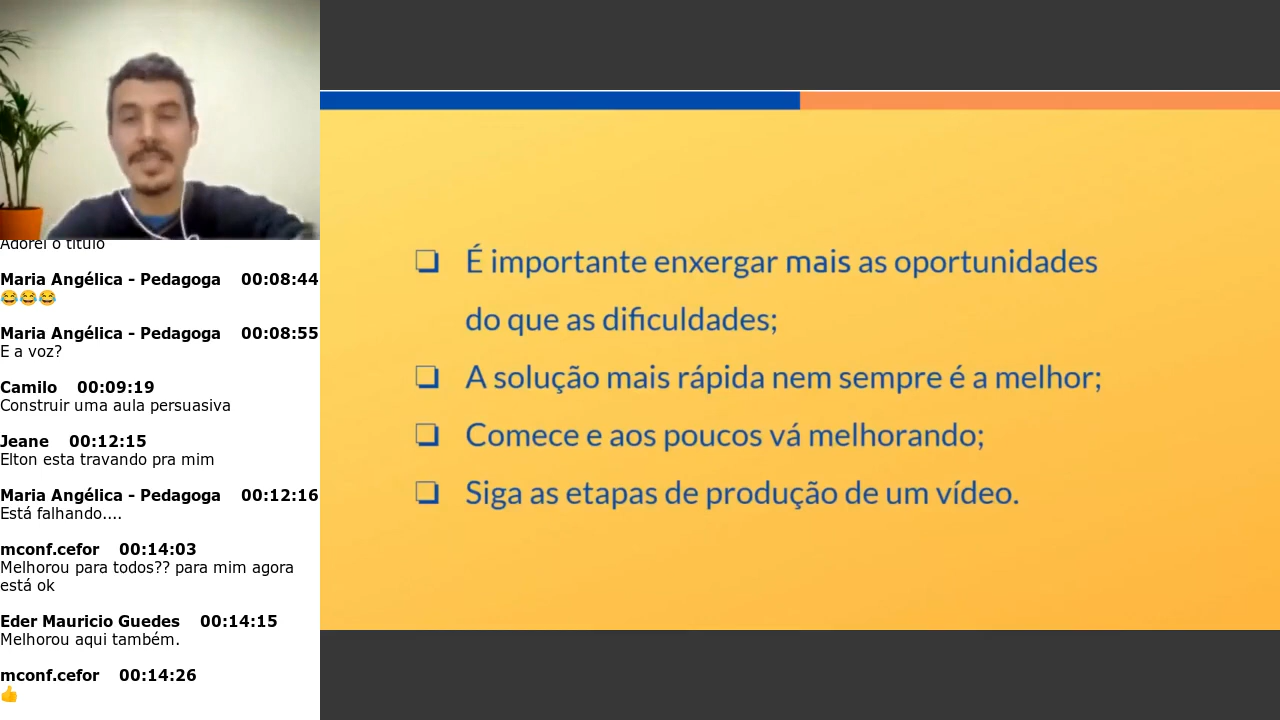 Adorei o título
Maria Angélica - Pedagoga 00:08:44
😂😂😂
Maria Angélica - Pedagoga 00:08:55
E a voz?
Camilo 00:09:19
Construir uma aula persuasiva
Jeane 00:12:15
Elton esta travando pra mim
Maria Angélica - Pedagoga 00:12:16
Está falhando....
mconf.cefor 00:14:03
Melhorou para todos?? para mim agora
está ok
Eder Mauricio Guedes 00:14:15
Melhorou aqui também.
mconf.cefor 00:14:26
👍
❏ É importante enxergar mais as oportunidades
do que as dificuldades;
❏ A solução mais rápida nem sempre é a melhor;
❏ Comece e aos poucos vá melhorando;
❏ Siga as etapas de produção de um vídeo.